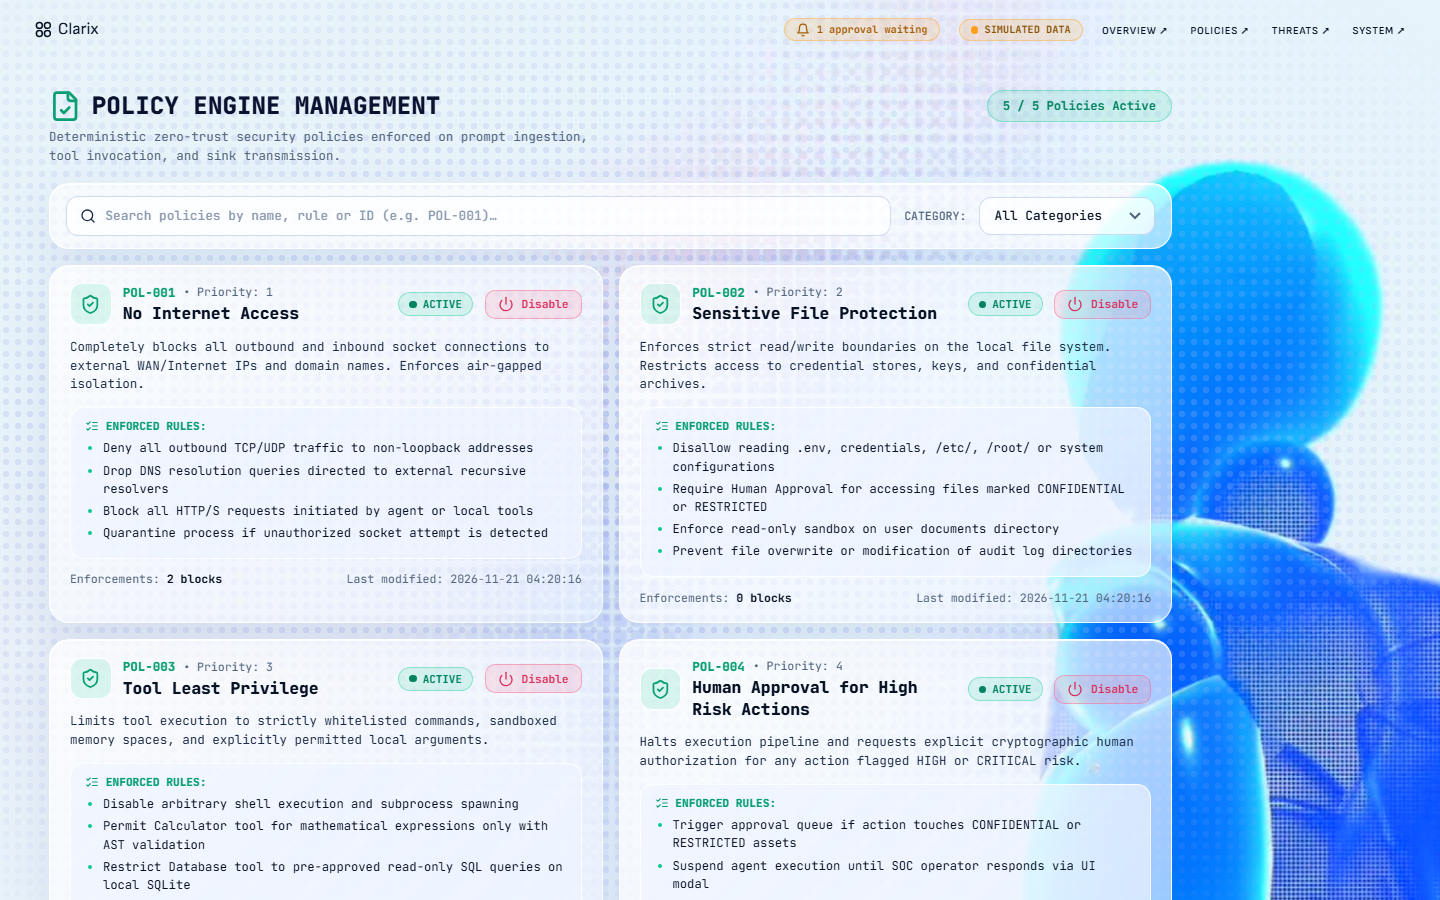 Clarix
1 approval waiting
SIMULATED DATA
OVERVIEW ↗
POLICIES ↗
THREATS ↗
SYSTEM ↗
POLICY ENGINE MANAGEMENT
5 / 5 Policies Active
Deterministic zero-trust security policies enforced on prompt ingestion,
tool invocation, and sink transmission.
Search policies by name, rule or ID (e.g. POL-001)…
CATEGORY:
All Categories
POL-001 • Priority: 1
No Internet Access
ACTIVE
Disable
Completely blocks all outbound and inbound socket connections to
external WAN/Internet IPs and domain names. Enforces air-gapped
isolation.
ENFORCED RULES:
• Deny all outbound TCP/UDP traffic to non-loopback addresses
• Drop DNS resolution queries directed to external recursive
resolvers
• Block all HTTP/S requests initiated by agent or local tools
• Quarantine process if unauthorized socket attempt is detected
Enforcements: 2 blocks
Last modified: 2026-11-21 04:20:16
POL-002 • Priority: 2
Sensitive File Protection
ACTIVE
Disable
Enforces strict read/write boundaries on the local file system.
Restricts access to credential stores, keys, and confidential
archives.
ENFORCED RULES:
• Disallow reading .env, credentials, /etc/, /root/ or system
configurations
• Require Human Approval for accessing files marked CONFIDENTIAL
or RESTRICTED
• Enforce read-only sandbox on user documents directory
• Prevent file overwrite or modification of audit log directories
Enforcements: 0 blocks
Last modified: 2026-11-21 04:20:16
POL-003 • Priority: 3
Tool Least Privilege
ACTIVE
Disable
Limits tool execution to strictly whitelisted commands, sandboxed
memory spaces, and explicitly permitted local arguments.
ENFORCED RULES:
• Disable arbitrary shell execution and subprocess spawning
• Permit Calculator tool for mathematical expressions only with
AST validation
• Restrict Database tool to pre-approved read-only SQL queries on
local SQLite
POL-004 • Priority: 4
Human Approval for High
Risk Actions
ACTIVE
Disable
Halts execution pipeline and requests explicit cryptographic human
authorization for any action flagged HIGH or CRITICAL risk.
ENFORCED RULES:
• Trigger approval queue if action touches CONFIDENTIAL or
RESTRICTED assets
• Suspend agent execution until SOC operator responds via UI
modal